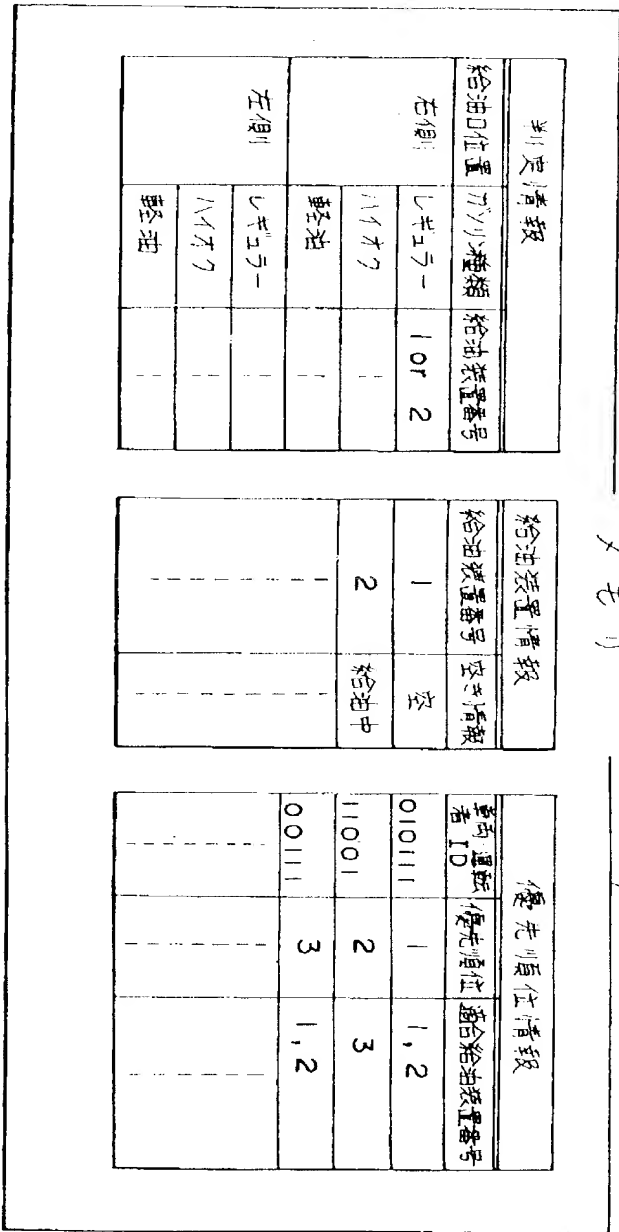 メモリ
判定情報
給油口位置 ガソリン種類 給油装置番号
右側 レギュラー 1 or 2
ハイオク
軽油
左側 レギュラー
ハイオク
軽油
給油装置情報
給油装置番号 空き情報
1 空
2 給油中
優先順位情報
車両運転者 ID 優先順位 適合給油装置番号
010111 1 1,2
11001 2 3
00111 3 1,2